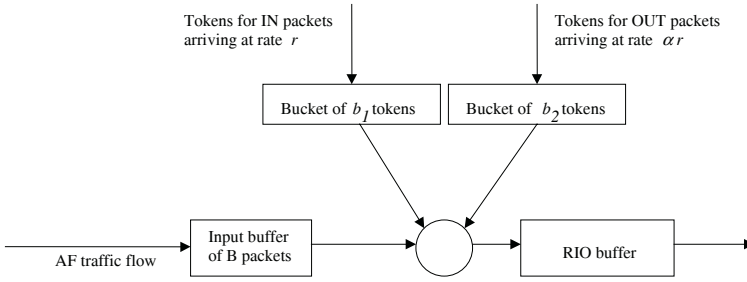 Tokens for IN packets
arriving at rate r
Tokens for OUT packets
arriving at rate αr
Bucket of b1 tokens
Bucket of b2 tokens
AF traffic flow
Input buffer
of B packets
RIO buffer